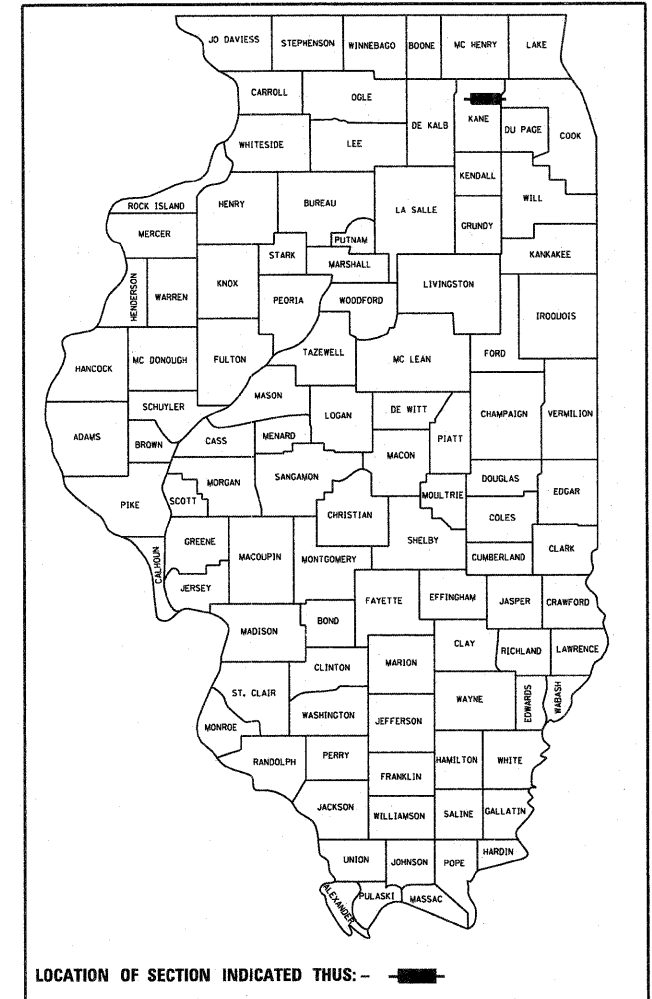 JO DAVIESS STEPHENSON WINNEBAGO BOONE MC HENRY LAKE
CARROLL OGLE
DE KALB KANE DU PAGE COOK
WHITESIDE LEE
KENDALL
ROCK ISLAND HENRY BUREAU LA SALLE WILL
GRUNDY
MERCER PUTNAM
STARK MARSHALL KANKAKEE
HENDERSON WARREN KNOX PEORIA WOODFORD LIVINGSTON IROQUOIS
HANCOCK MC DONOUGH FULTON TAZEWELL MC LEAN FORD
MASON
SCHUYLER LOGAN DE WITT CHAMPAIGN VERMILION
ADAMS BROWN CASS MENARD PIATT
MACON
MORGAN SANGAMON DOUGLAS
PIKE SCOTT CHRISTIAN MOULTRIE EDGAR
COLES
GREENE MACOUPIN MONTGOMERY SHELBY CUMBERLAND CLARK
CALHOUN JERSEY FAYETTE EFFINGHAM JASPER CRAWFORD
MADISON BOND
CLAY RICHLAND LAWRENCE
CLINTON MARION
ST. CLAIR WAYNE EDWARDS WABASH
MONROE WASHINGTON JEFFERSON
RANDOLPH PERRY HAMILTON WHITE
FRANKLIN
JACKSON WILLIAMSON SALINE GALLATIN
UNION JOHNSON POPE HARDIN
ALEXANDER PULASKI MASSAC
LOCATION OF SECTION INDICATED THUS: –